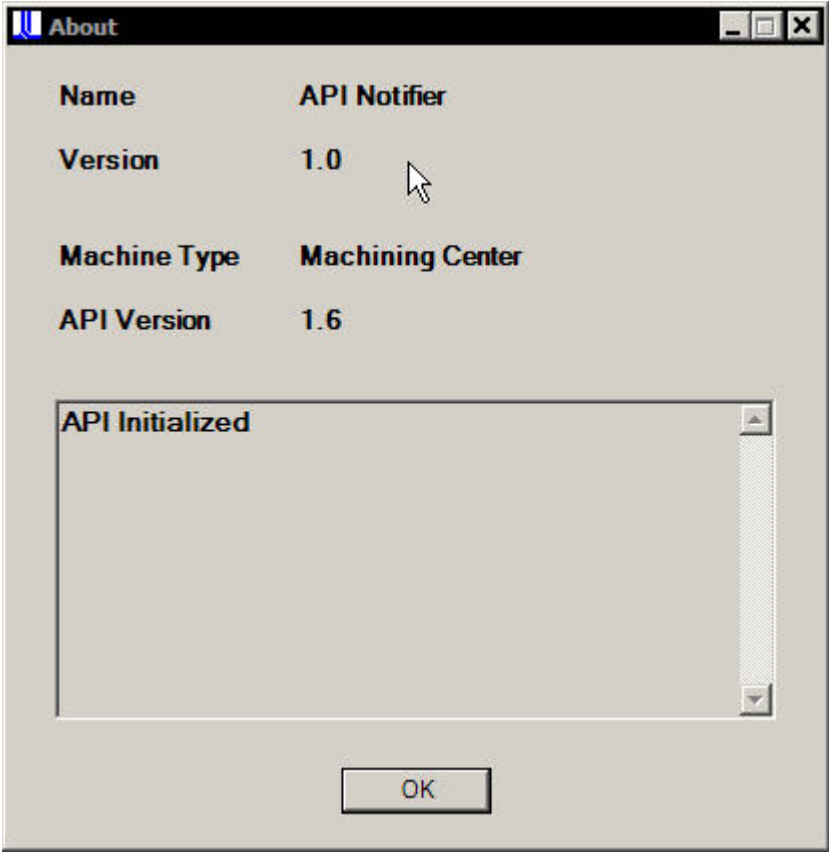 About
Name API Notifier
Version 1.0
Machine Type Machining Center
API Version 1.6
API Initialized
OK